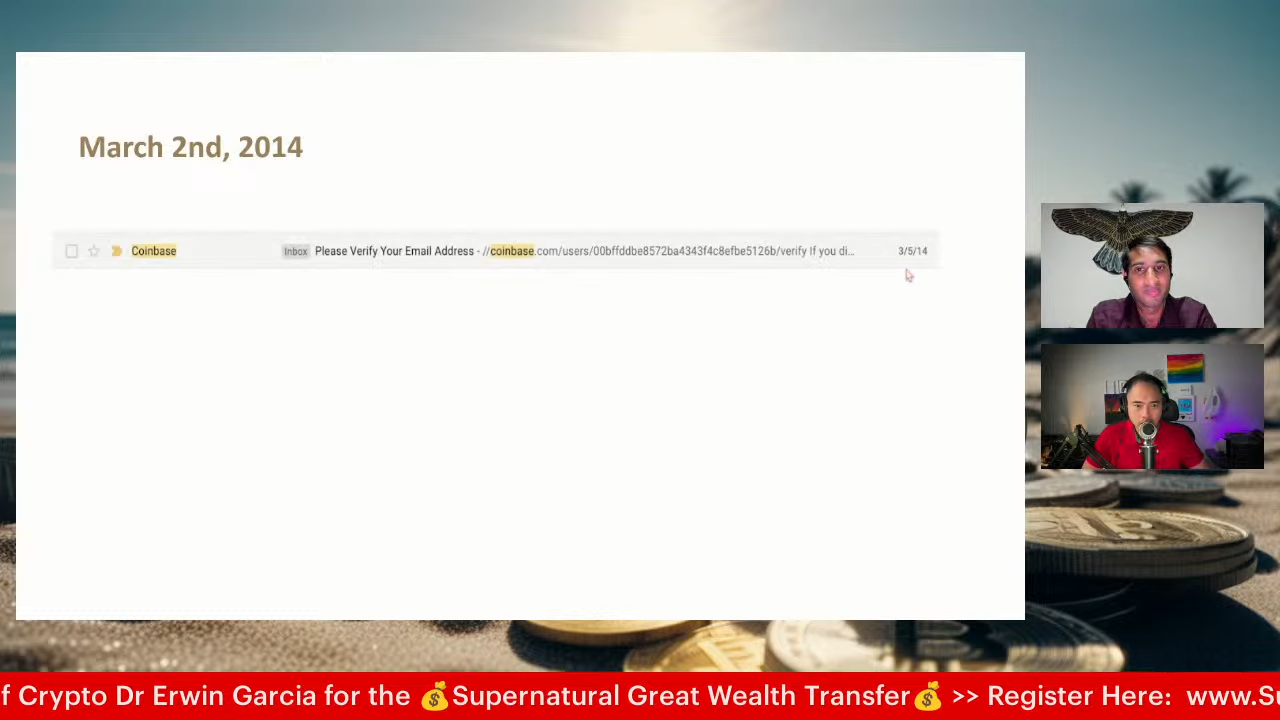 March 2nd, 2014
Coinbase Inbox Please Verify Your Email Address - //coinbase.com/users/00bffddbe8572ba4343f4c8efbe5126b/verify If you di... 3/5/14
f Crypto Dr Erwin Garcia for the 💰Supernatural Great Wealth Transfer💰 >> Register Here: www.Su